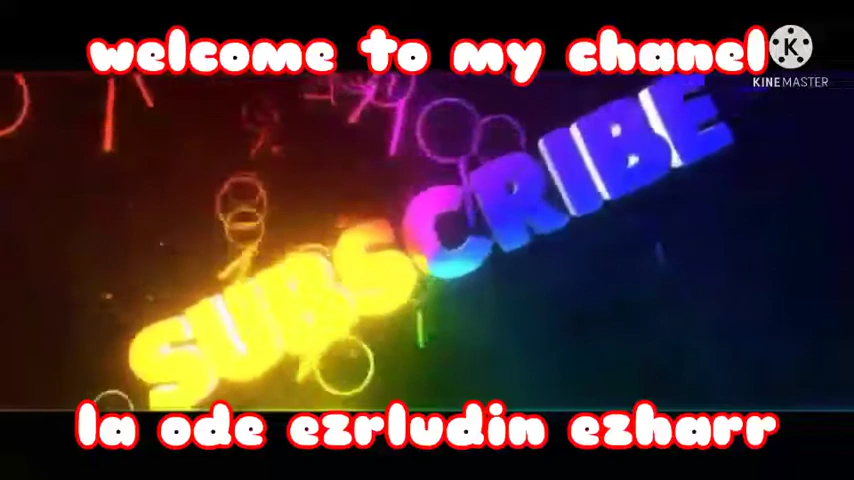 welcome to my chanel
K
KINEMASTER
SUBSCRIBE
la ode ezrludin ezharr